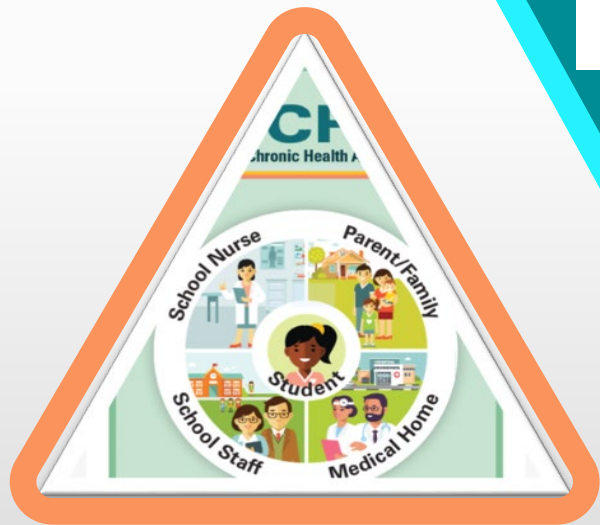 CH
Chronic Health A
School Nurse
Parent/Family
Student
School Staff
Medical Home